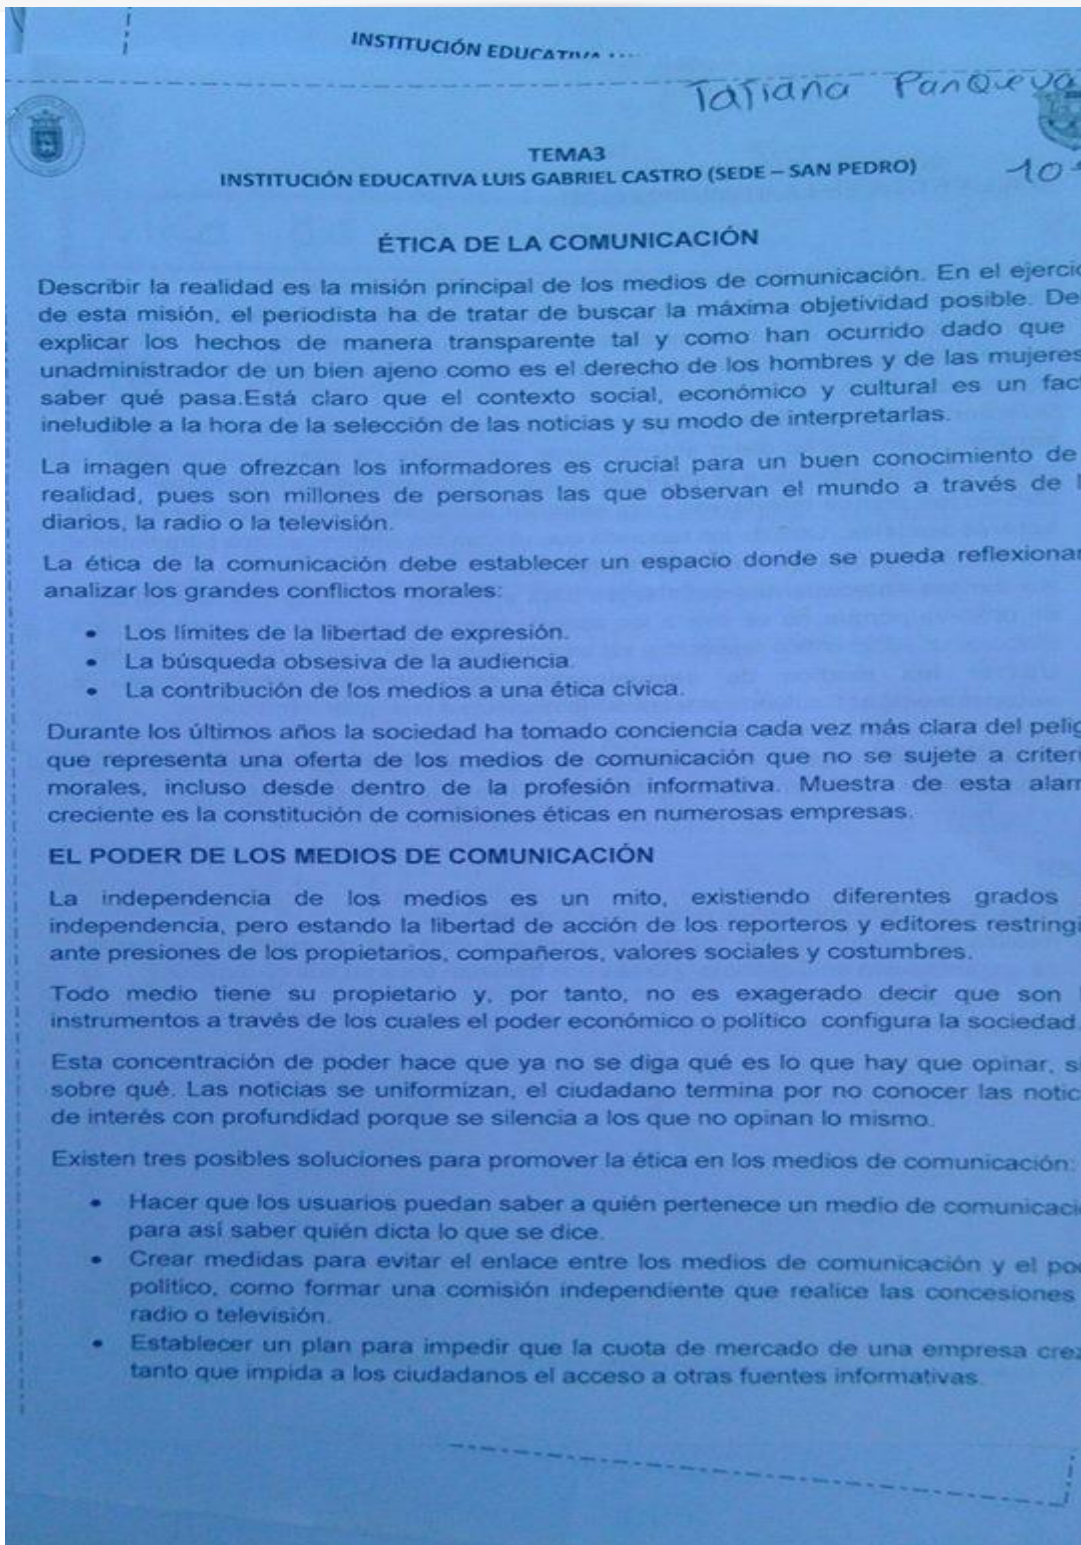 INSTITUCIÓN EDUCATIVA
Tatiana Panqueva
TEMA3
INSTITUCIÓN EDUCATIVA LUIS GABRIEL CASTRO (SEDE – SAN PEDRO)
10
ÉTICA DE LA COMUNICACIÓN
Describir la realidad es la misión principal de los medios de comunicación. En el ejercici
de esta misión, el periodista ha de tratar de buscar la máxima objetividad posible. De
explicar los hechos de manera transparente tal y como han ocurrido dado que
unadministrador de un bien ajeno como es el derecho de los hombres y de las mujeres
saber qué pasa.Está claro que el contexto social, económico y cultural es un fact
ineludible a la hora de la selección de las noticias y su modo de interpretarlas.
La imagen que ofrezcan los informadores es crucial para un buen conocimiento de
realidad, pues son millones de personas las que observan el mundo a través de l
diarios, la radio o la televisión.
La ética de la comunicación debe establecer un espacio donde se pueda reflexionar
analizar los grandes conflictos morales:
• Los límites de la libertad de expresión.
• La búsqueda obsesiva de la audiencia.
• La contribución de los medios a una ética cívica.
Durante los últimos años la sociedad ha tomado conciencia cada vez más clara del pelig
que representa una oferta de los medios de comunicación que no se sujete a criteri
morales, incluso desde dentro de la profesión informativa. Muestra de esta alarm
creciente es la constitución de comisiones éticas en numerosas empresas.
EL PODER DE LOS MEDIOS DE COMUNICACIÓN
La independencia de los medios es un mito, existiendo diferentes grados
independencia, pero estando la libertad de acción de los reporteros y editores restringi
ante presiones de los propietarios, compañeros, valores sociales y costumbres.
Todo medio tiene su propietario y, por tanto, no es exagerado decir que son l
instrumentos a través de los cuales el poder económico o político configura la sociedad
Esta concentración de poder hace que ya no se diga qué es lo que hay que opinar, si
sobre qué. Las noticias se uniformizan, el ciudadano termina por no conocer las notic
de interés con profundidad porque se silencia a los que no opinan lo mismo.
Existen tres posibles soluciones para promover la ética en los medios de comunicación:
• Hacer que los usuarios puedan saber a quién pertenece un medio de comunicaci
para así saber quién dicta lo que se dice.
• Crear medidas para evitar el enlace entre los medios de comunicación y el pod
político, como formar una comisión independiente que realice las concesiones
radio o televisión.
• Establecer un plan para impedir que la cuota de mercado de una empresa crez
tanto que impida a los ciudadanos el acceso a otras fuentes informativas.